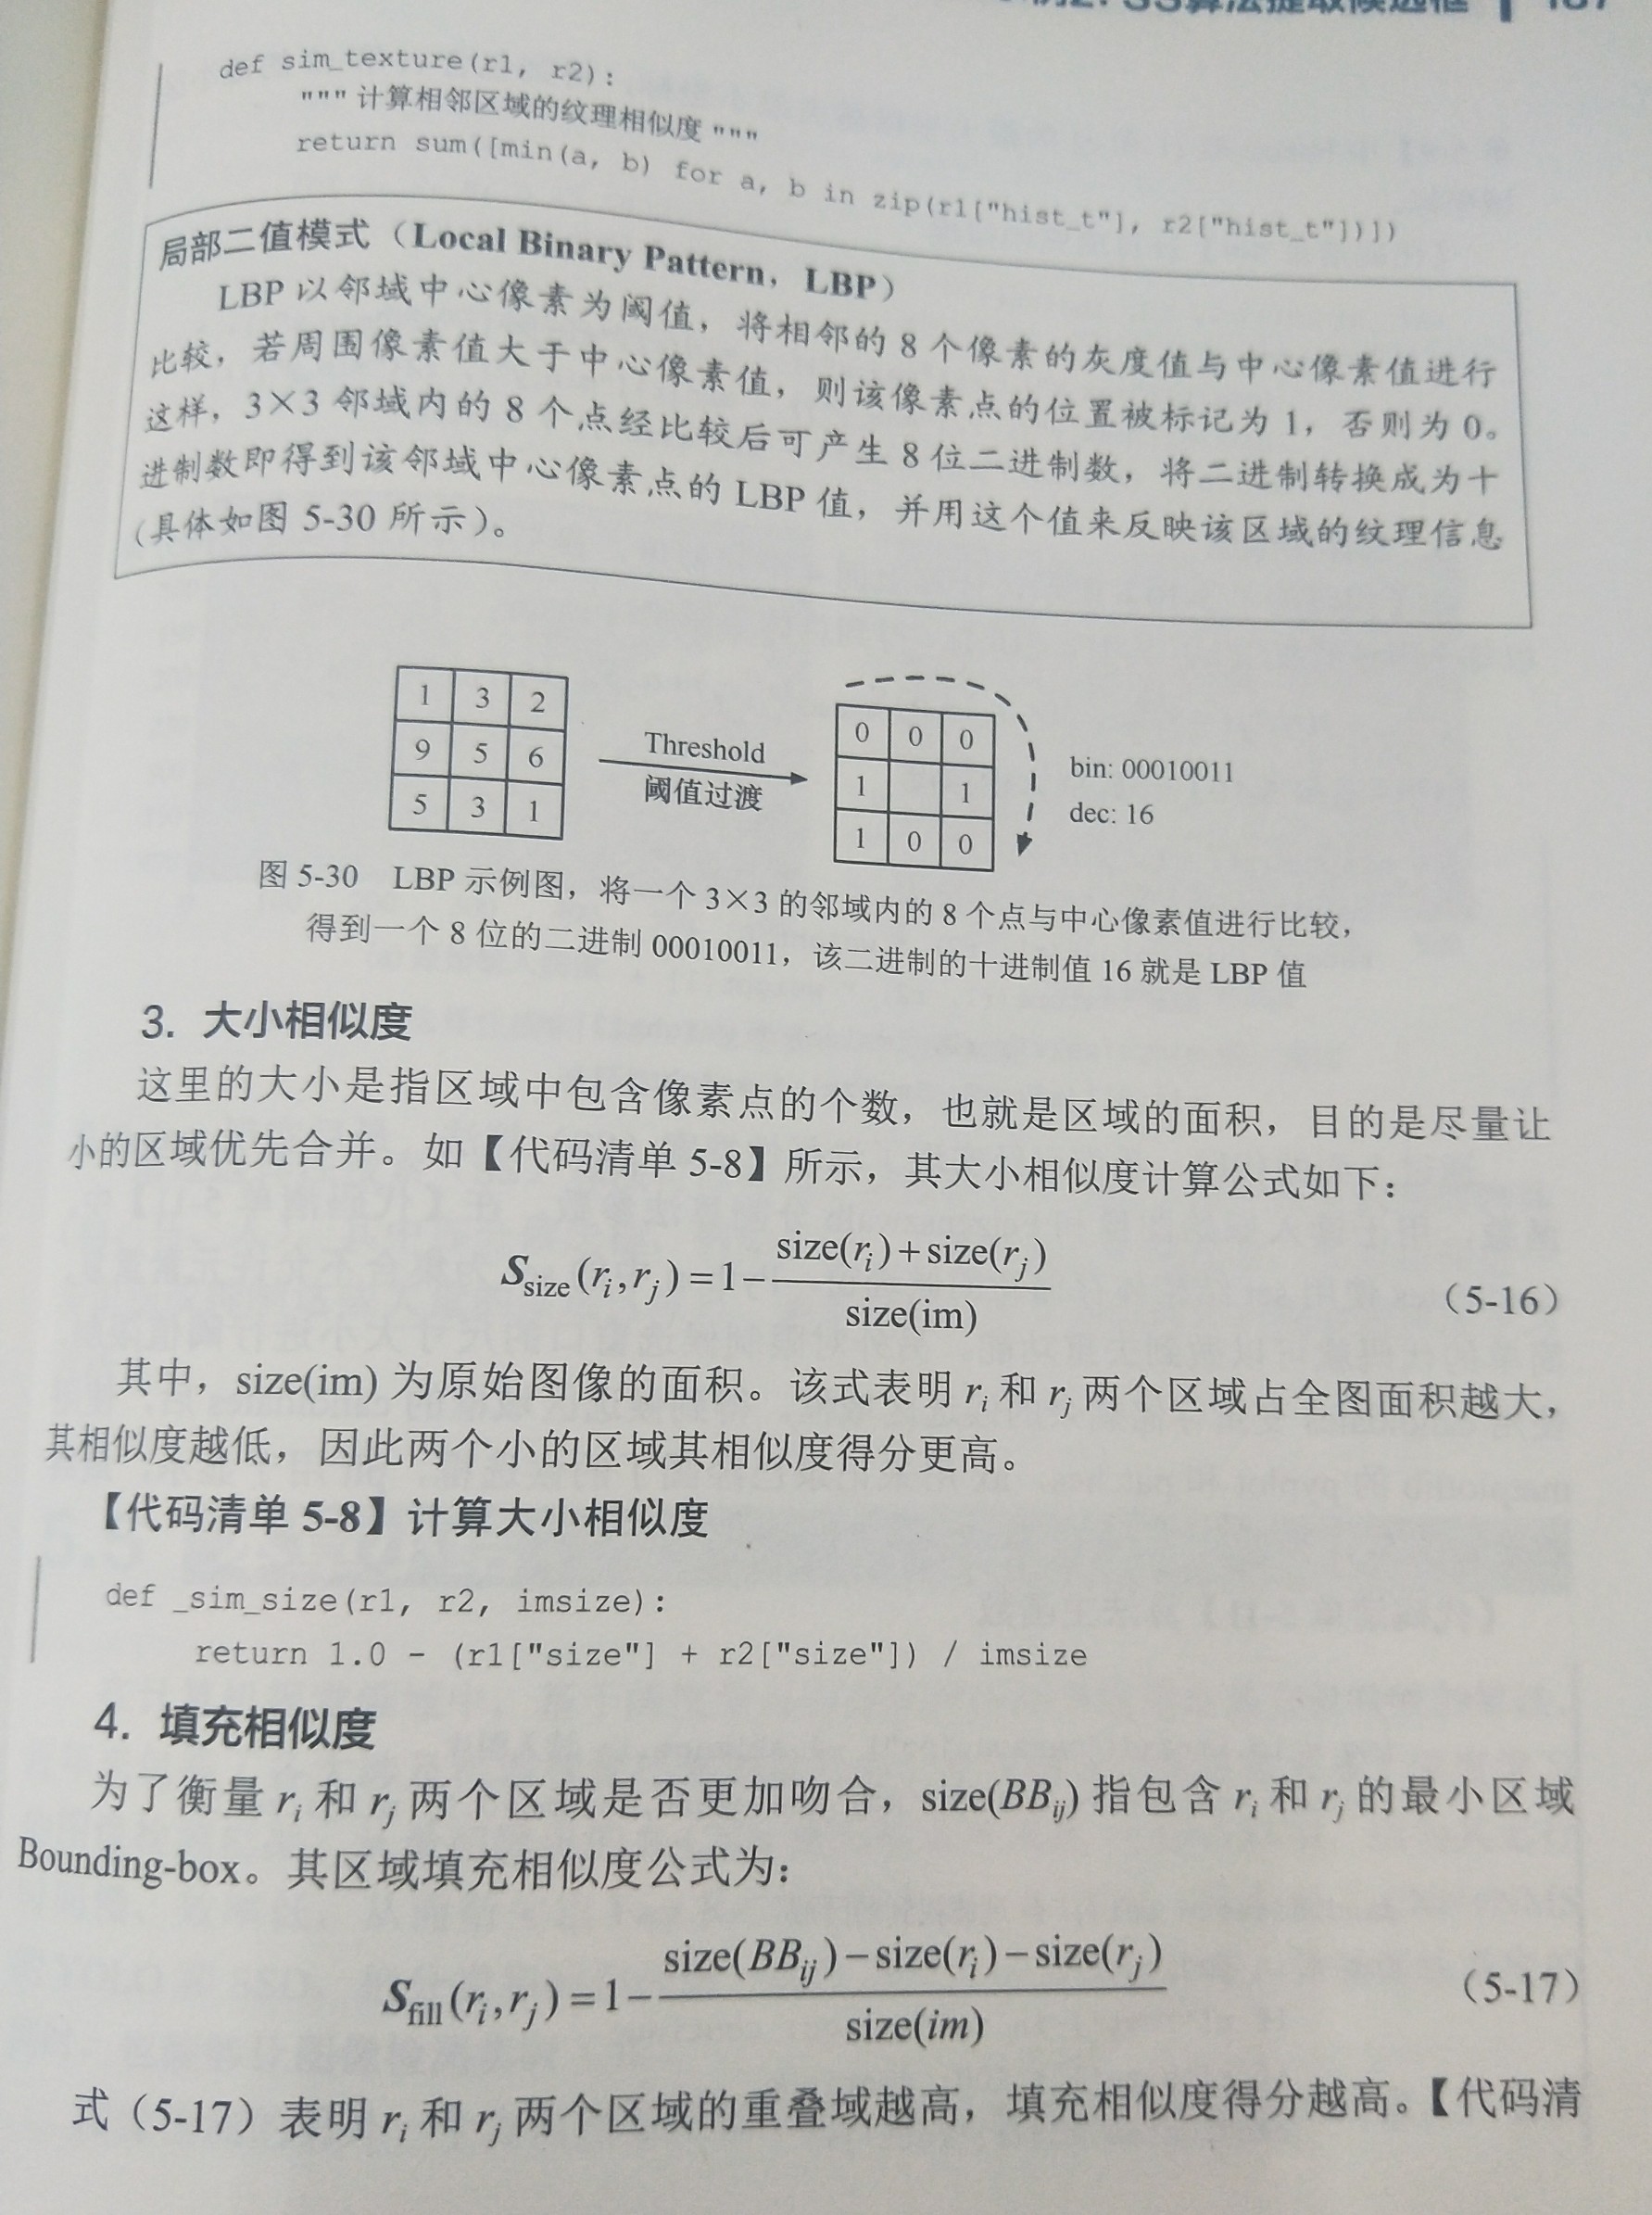 SS算法提取候选框
def sim_texture(r1, r2):
""" 计算相邻区域的纹理相似度 """
return sum([min(a, b) for a, b in zip(r1["hist_t"], r2["hist_t"])])
局部二值模式（Local Binary Pattern，LBP）
LBP 以邻域中心像素为阈值，将相邻的 8 个像素的灰度值与中心像素值进行
比较，若周围像素值大于中心像素值，则该像素点的位置被标记为 1，否则为 0。
这样，3×3 邻域内的 8 个点经比较后可产生 8 位二进制数，将二进制转换成为十
进制数即得到该邻域中心像素点的 LBP 值，并用这个值来反映该区域的纹理信息
（具体如图 5-30 所示）。
1 3 2
9 5 6
5 3 1
Threshold
阈值过渡
0 0 0
1 1
1 0 0
bin: 00010011
dec: 16
图 5-30 LBP 示例图，将一个 3×3 的邻域内的 8 个点与中心像素值进行比较，
得到一个 8 位的二进制 00010011，该二进制的十进制值 16 就是 LBP 值
3. 大小相似度
这里的大小是指区域中包含像素点的个数，也就是区域的面积，目的是尽量让
小的区域优先合并。如【代码清单 5-8】所示，其大小相似度计算公式如下：
S_size(r_i, r_j) = 1 − (size(r_i) + size(r_j)) / size(im) （5-16）
其中，size(im) 为原始图像的面积。该式表明 r_i 和 r_j 两个区域占全图面积越大，
其相似度越低，因此两个小的区域其相似度得分更高。
【代码清单 5-8】计算大小相似度
def _sim_size(r1, r2, imsize):
return 1.0 - (r1["size"] + r2["size"]) / imsize
4. 填充相似度
为了衡量 r_i 和 r_j 两个区域是否更加吻合，size(BB_ij) 指包含 r_i 和 r_j 的最小区域
Bounding-box。其区域填充相似度公式为：
S_fill(r_i, r_j) = 1 − (size(BB_ij) − size(r_i) − size(r_j)) / size(im) （5-17）
式（5-17）表明 r_i 和 r_j 两个区域的重叠域越高，填充相似度得分越高。【代码清